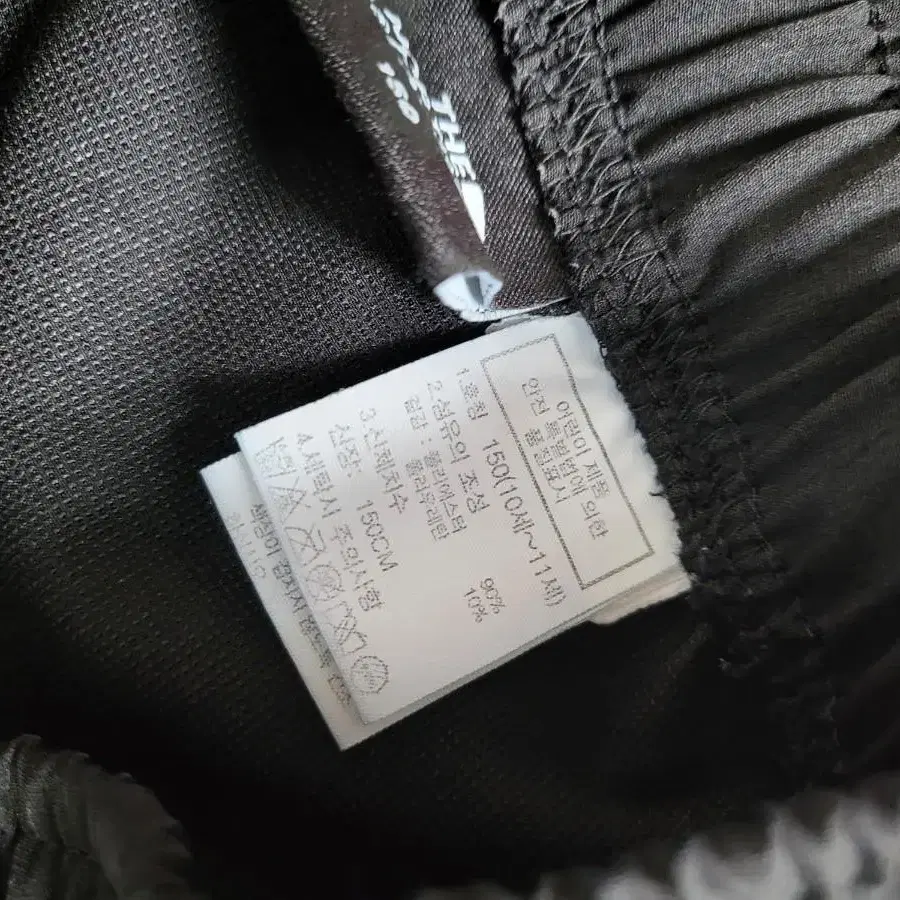 THE
어린이 제품
특별법에 의한
안전 품질표시
1.호칭 150(10세~11세)
2.섬유의 조성
겉감 : 폴리에스터 90%
폴리우레탄 10%
3.신체치수
신장: 150CM
4.세탁시 주의사항